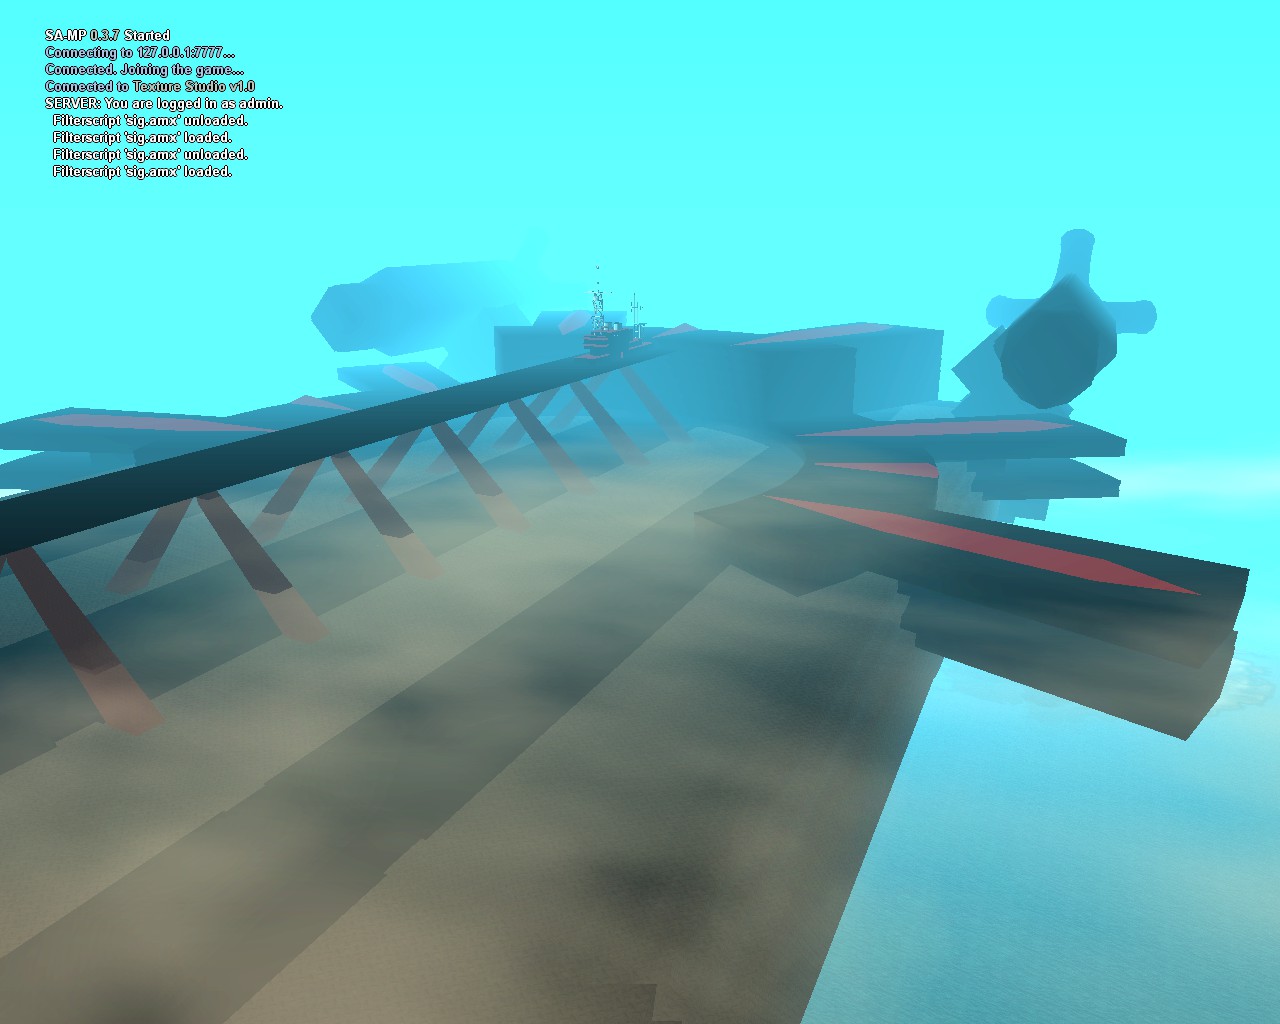 SA-MP 0.3.7 Started
Connecting to 127.0.0.1:7777...
Connected. Joining the game...
Connected to Texture Studio v1.0
SERVER: You are logged in as admin.
Filterscript 'sig.amx' unloaded.
Filterscript 'sig.amx' loaded.
Filterscript 'sig.amx' unloaded.
Filterscript 'sig.amx' loaded.